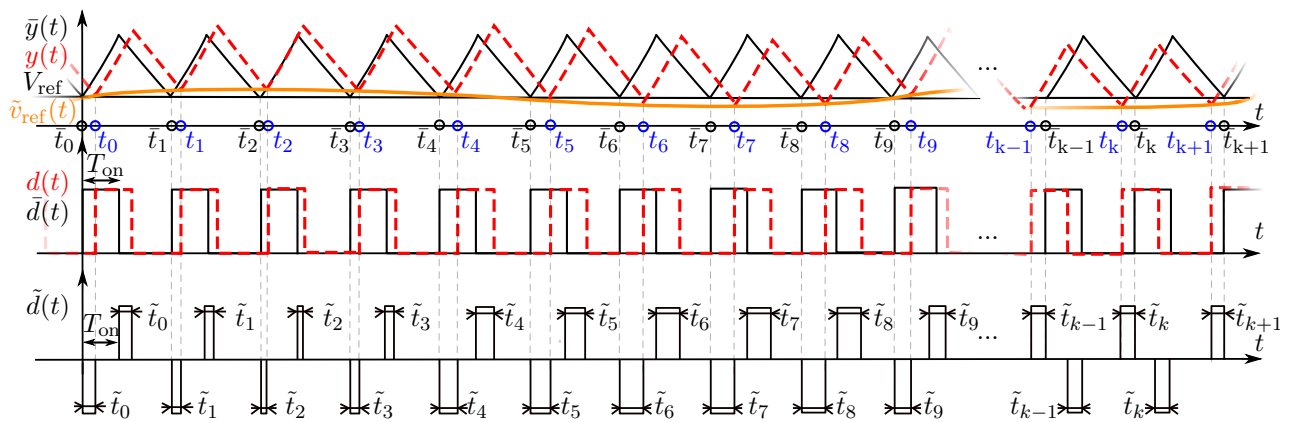 ȳ(t)
y(t)
V_ref
ṽ_ref(t)
... t
t̄_0 t_0 t̄_1 t_1 t̄_2 t_2 t̄_3 t_3 t̄_4 t_4 t̄_5 t_5 t̄_6 t_6 t̄_7 t_7 t̄_8 t_8 t̄_9 t_9 t_k-1 t̄_k-1 t_k t̄_k t_k+1 t̄_k+1
T_on
d(t)
d̄(t)
... t
d̃(t)
T_on
t̃_0 t̃_1 t̃_2 t̃_3 t̃_4 t̃_5 t̃_6 t̃_7 t̃_8 t̃_9 ... t̃_k−1 t̃_k t̃_k+1
t
t̃_0 t̃_1 t̃_2 t̃_3 t̃_4 t̃_5 t̃_6 t̃_7 t̃_8 t̃_9 t̃_k−1 t̃_k